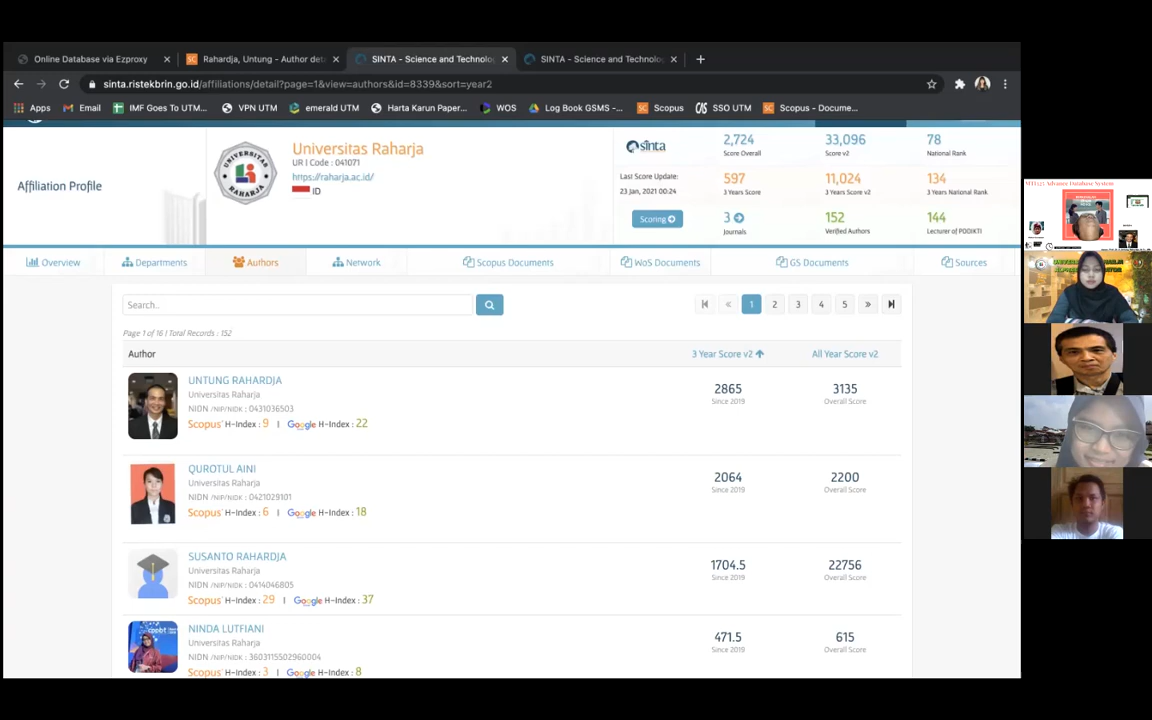 Online Database via Ezproxy
Rahardja, Untung - Author det
SINTA - Science and Technolog
SINTA - Science and Technolog
sinta.ristekbrin.go.id/affiliations/detail?page=1&view=authors&id=8339&sort=year2
Apps
Email
IMF Goes To UTM...
VPN UTM
emerald UTM
Harta Karun Paper...
WOS
Log Book GSMS -...
Scopus
SSO UTM
Scopus - Docume...
Affiliation Profile
UNIVERSITAS RAHARJA
Universitas Raharja
UR | Code : 041071
https://raharja.ac.id/
ID
sinta
Last Score Update:
23 Jan, 2021 00:24
Scoring
2,724
Score Overall
33,096
Score v2
78
National Rank
597
3 Years Score
11,024
3 Years Score v2
134
3 Years National Rank
3
Journals
152
Verified Authors
144
Lecturer of PDDIKTI
Overview
Departments
Authors
Network
Scopus Documents
WoS Documents
GS Documents
Sources
Search...
1
2
3
4
5
Page 1 of 16 | Total Records : 152
Author
3 Year Score v2
All Year Score v2
UNTUNG RAHARDJA
Universitas Raharja
NIDN /NIP/NIDK : 0431036503
Scopus H-Index : 9 | Google H-Index : 22
2865
Since 2019
3135
Overall Score
QUROTUL AINI
Universitas Raharja
NIDN /NIP/NIDK : 0421029101
Scopus H-Index : 6 | Google H-Index : 18
2064
Since 2019
2200
Overall Score
SUSANTO RAHARDJA
Universitas Raharja
NIDN /NIP/NIDK : 0414046805
Scopus H-Index : 29 | Google H-Index : 37
1704.5
Since 2019
22756
Overall Score
NINDA LUTFIANI
Universitas Raharja
NIDN /NIP/NIDK : 3603115502960004
Scopus H-Index : 3 | Google H-Index : 8
471.5
Since 2019
615
Overall Score
Advance Database System